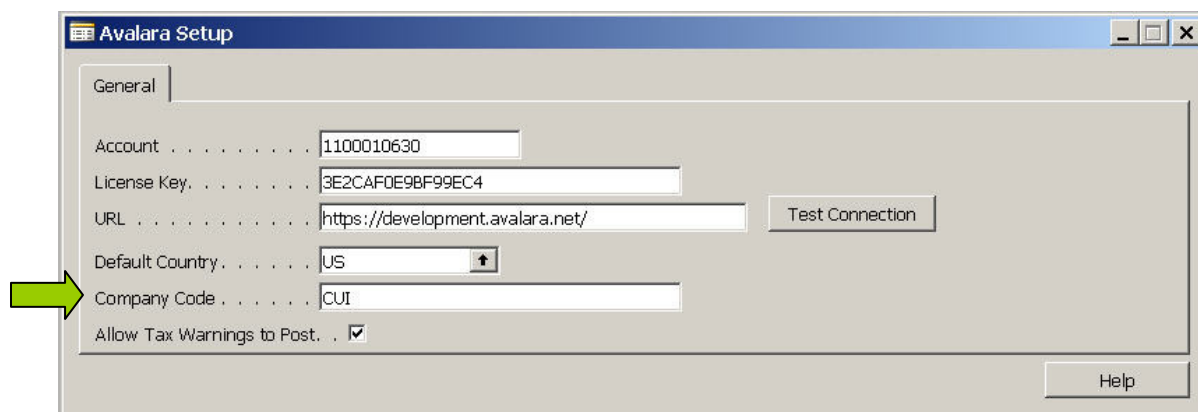 Avalara Setup
General
Account . . . . . . . . . 1100010630
License Key. . . . . . . . 3E2CAF0E9BF99EC4
URL . . . . . . . . . . . https://development.avalara.net/ Test Connection
Default Country. . . . . . US
Company Code . . . . . . CUI
Allow Tax Warnings to Post. .
Help